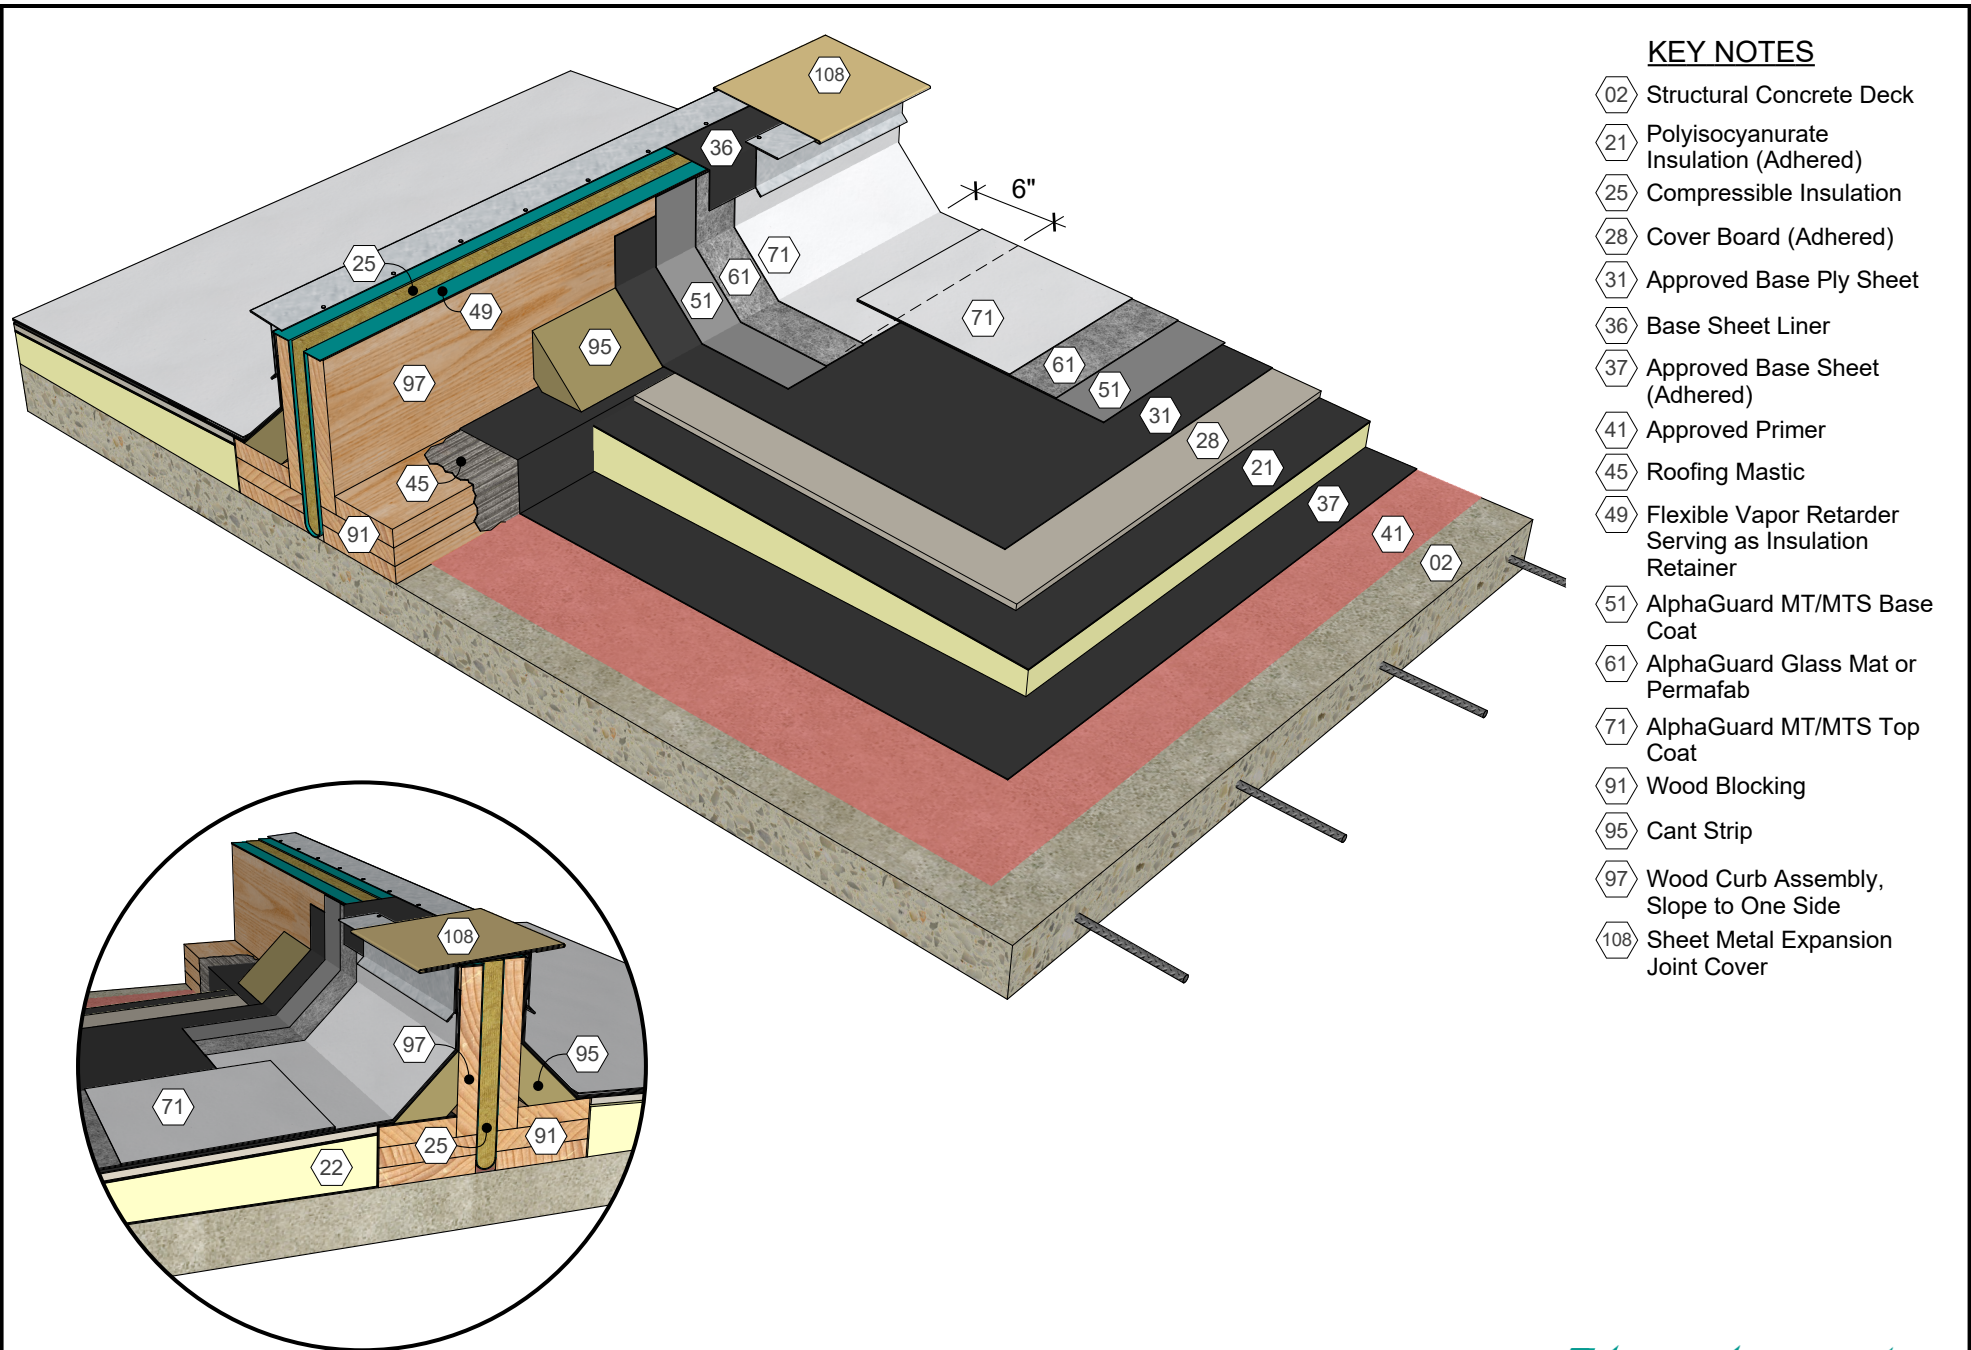 108
36
6"
25
71
61
49
51
71
95
97
61
51
31
28
21
45
37
91
41
02
108
97
95
71
25
91
22
KEY NOTES
02 Structural Concrete Deck
21 Polyisocyanurate
Insulation (Adhered)
25 Compressible Insulation
28 Cover Board (Adhered)
31 Approved Base Ply Sheet
36 Base Sheet Liner
37 Approved Base Sheet
(Adhered)
41 Approved Primer
45 Roofing Mastic
49 Flexible Vapor Retarder
Serving as Insulation
Retainer
51 AlphaGuard MT/MTS Base
Coat
61 AlphaGuard Glass Mat or
Permafab
71 AlphaGuard MT/MTS Top
Coat
91 Wood Blocking
95 Cant Strip
97 Wood Curb Assembly,
Slope to One Side
108 Sheet Metal Expansion
Joint Cover